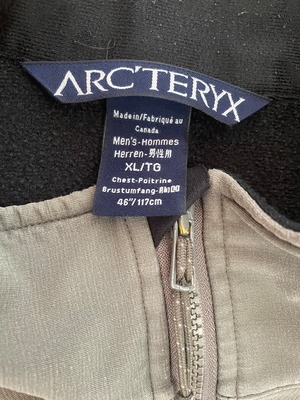 ARC'TERYX
Made in/Fabriqué au
Canada
Men's-Hommes
Herren-男性用
XL/TG
Chest-Poitrine
Brustumfang-
46"/117cm